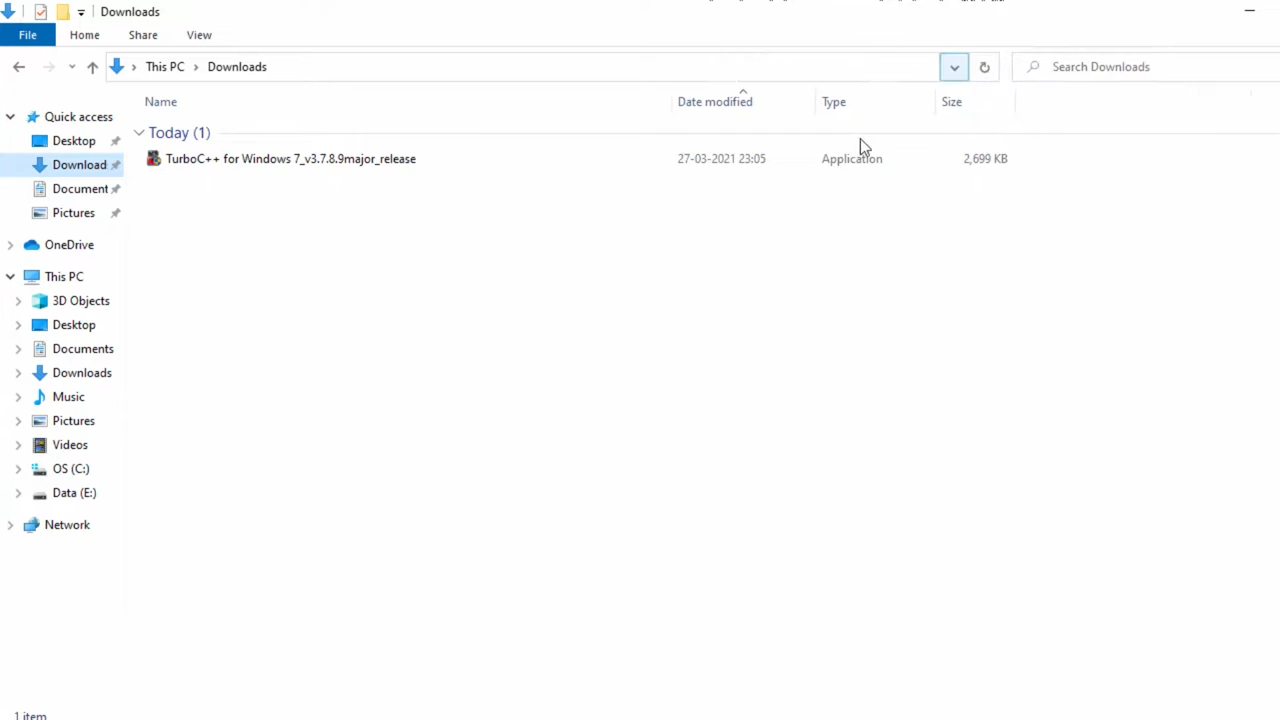 Downloads
File Home Share View
This PC Downloads Search Downloads
Name Date modified Type Size
Quick access
Today (1)
Desktop
TurboC++ for Windows 7_v3.7.8.9major_release 27-03-2021 23:05 Application 2,699 KB
Download
Document
Pictures
OneDrive
This PC
3D Objects
Desktop
Documents
Downloads
Music
Pictures
Videos
OS (C:)
Data (E:)
Network
1 item